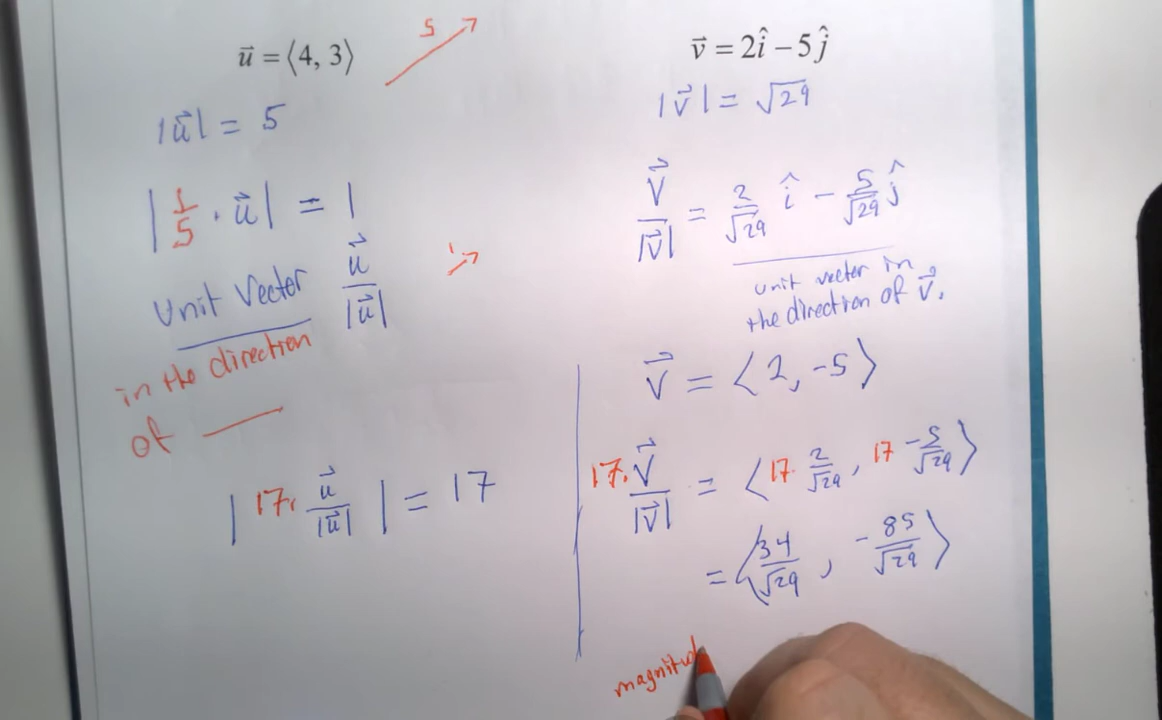 u⃗ = ⟨4, 3⟩
5
|u⃗| = 5
|1/5 · u⃗| = 1
Unit Vector u⃗/|u⃗|
in the direction
of ___
1
|17 · u⃗/|u⃗|| = 17
v⃗ = 2î − 5ĵ
|v⃗| = √29
v⃗/|v⃗| = 2/√29 î − 5/√29 ĵ
unit vector in
the direction of v⃗.
v⃗ = ⟨2, -5⟩
17 · v⃗/|v⃗| = ⟨17 · 2/√29, 17 -5/√29⟩
= ⟨34/√29, -85/√29⟩
magnitud